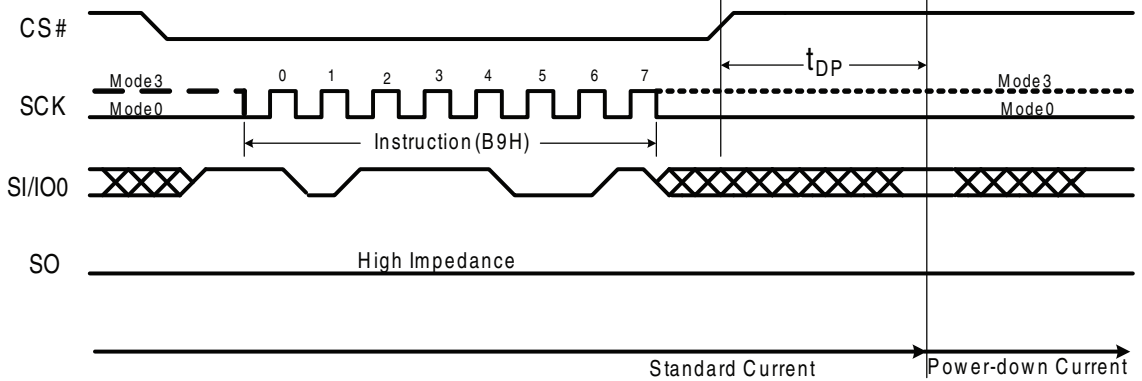 CS#
tDP
0 1 2 3 4 5 6 7
Mode3
Mode3
SCK
Mode0
Mode0
Instruction(B9H)
SI/IO0
SO
High Impedance
Standard Current
Power-down Current